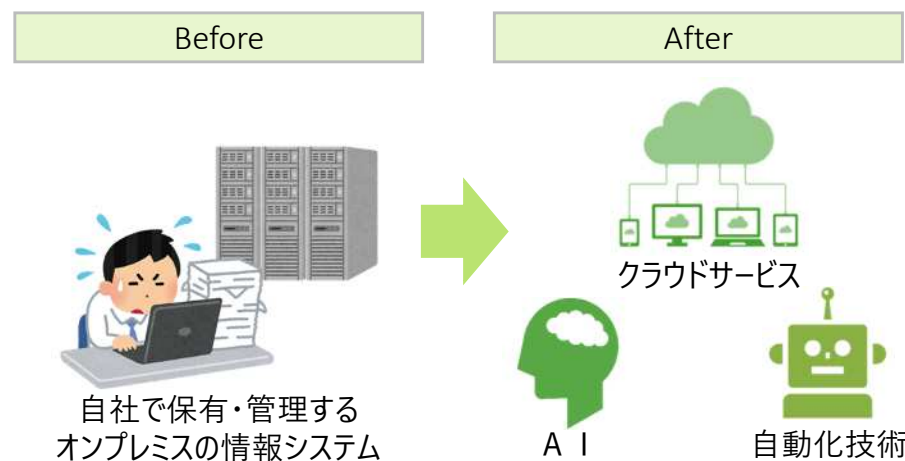 Before
After
クラウドサービス
自社で保有・管理する
オンプレミスの情報システム
ＡＩ
自動化技術